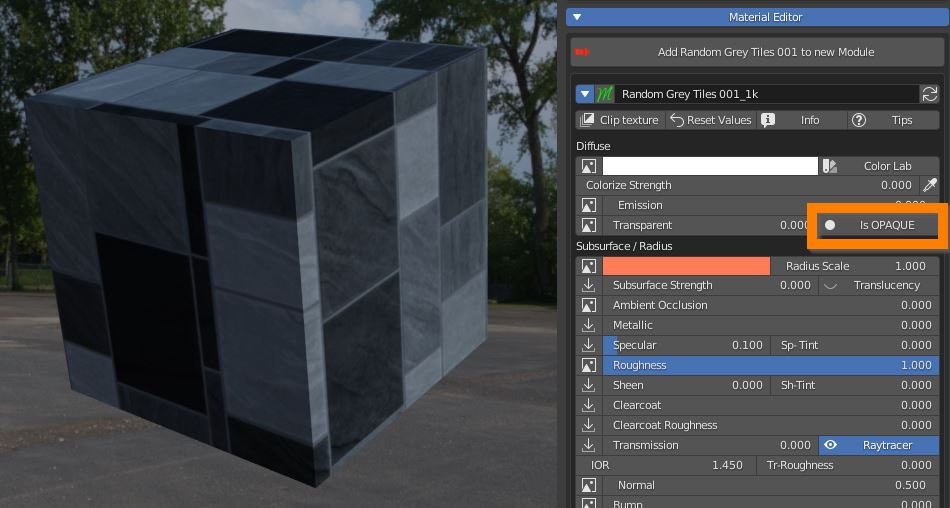 Material Editor
Add Random Grey Tiles 001 to new Module
Random Grey Tiles 001_1k
Clip texture Reset Values Info Tips
Diffuse
Color Lab
Colorize Strength 0.000
Emission 0.000
Transparent 0.000 Is OPAQUE
Subsurface / Radius
Radius Scale 1.000
Subsurface Strength 0.000 Translucency
Ambient Occlusion 0.000
Metallic 0.000
Specular 0.100 Sp- Tint 0.000
Roughness 1.000
Sheen 0.000 Sh-Tint 0.000
Clearcoat 0.000
Clearcoat Roughness 0.000
Transmission 0.000 Raytracer
IOR 1.450 Tr-Roughness 0.000
Normal 0.500
Bump 0.000